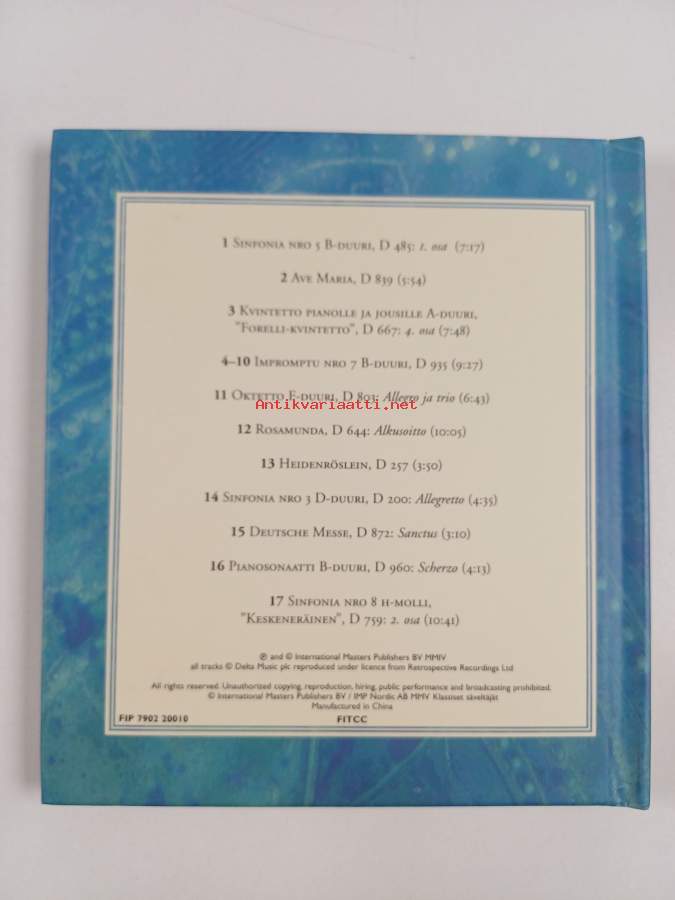 1 Sinfonia nro 5 B-duuri, D 485: 1. osa (7:17)
2 Ave Maria, D 839 (5:54)
3 Kvintetto pianolle ja jousille A-duuri,
"Forelli-kvintetto", D 667: 4. osa (7:48)
4–10 Impromptu nro 7 B-duuri, D 935 (9:27)
11 Oktetto F-duuri, D 803: Allegro ja trio (6:43)
Antikvariaatti.net
12 Rosamunda, D 644: Alkusoitto (10:05)
13 Heidenröslein, D 257 (3:50)
14 Sinfonia nro 3 D-duuri, D 200: Allegretto (4:35)
15 Deutsche Messe, D 872: Sanctus (3:10)
16 Pianosonaatti B-duuri, D 960: Scherzo (4:13)
17 Sinfonia nro 8 h-molli,
"Keskeneräinen", D 759: 2. osa (10:41)
℗ and © International Masters Publishers BV MMIV
all tracks © Delta Music plc reproduced under licence from Retrospective Recordings Ltd
All rights reserved. Unauthorized copying, reproduction, hiring, public performance and broadcasting prohibited.
© International Masters Publishers BV / IMP Nordic AB MMV Klassiset säveltäjät
Manufactured in China
FIP 7902 20010 FITCC